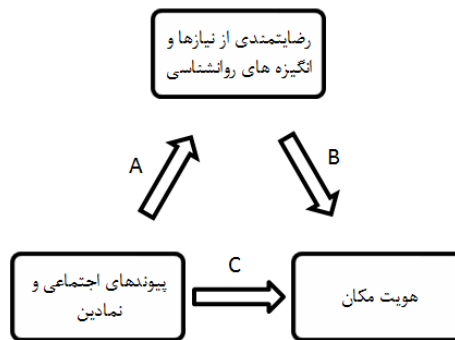 رضایتمندی از نیازها و
انگیزه های روانشناسی
A
B
C
پیوندهای اجتماعی و
نمادین
هویت مکان